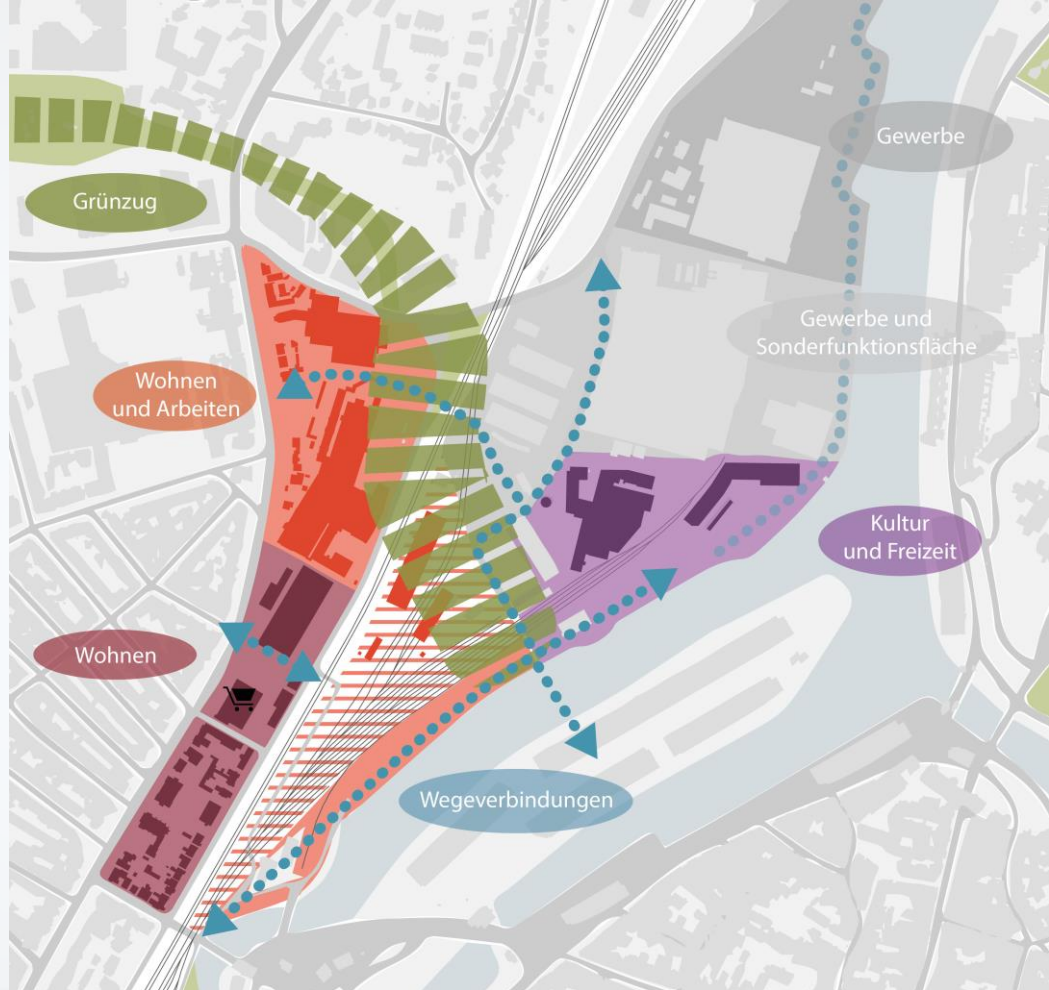 Gewerbe
Grünzug
Gewerbe und
Sonderfunktionsfläche
Wohnen
und Arbeiten
Kultur
und Freizeit
Wohnen
Wegeverbindungen